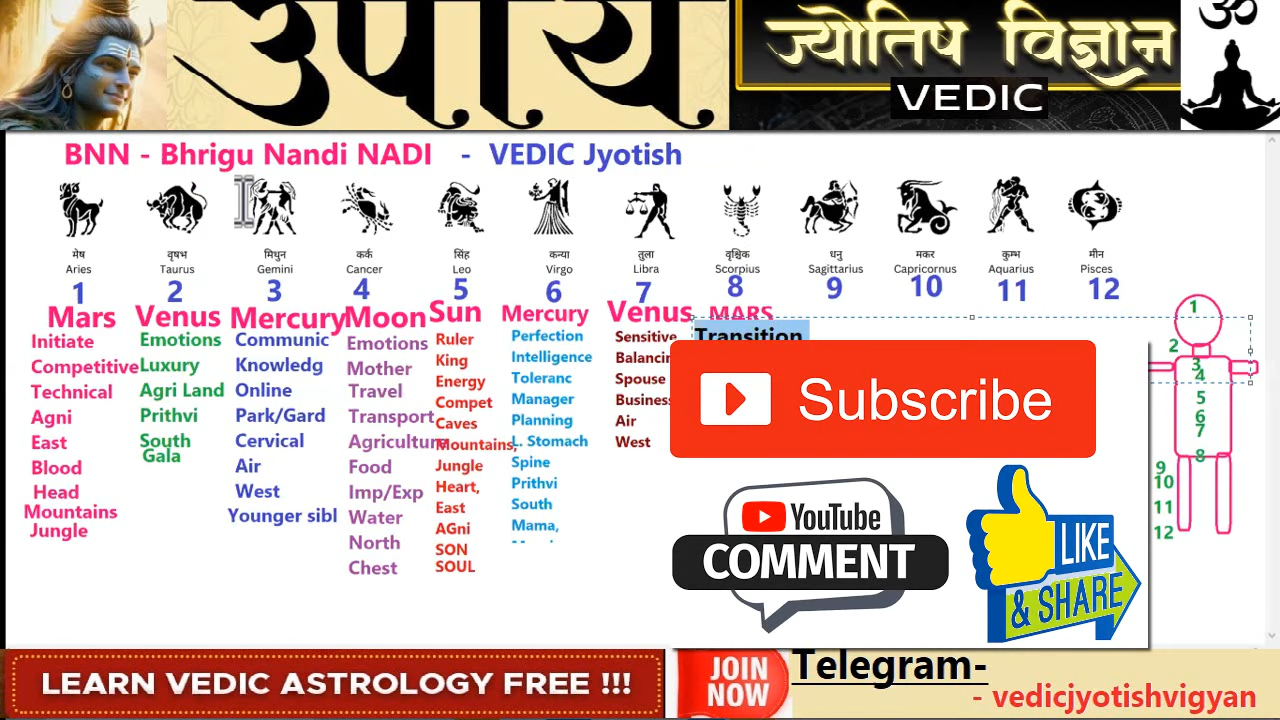 उपाय
ज्योतिष विज्ञान
VEDIC
ॐ
BNN - Bhrigu Nandi NADI - VEDIC Jyotish
मेष वृषभ मिथुन कर्क सिंह कन्या तुला वृश्चिक धनु मकर कुम्भ मीन
Aries Taurus Gemini Cancer Leo Virgo Libra Scorpius Sagittarius Capricornus Aquarius Pisces
1 2 3 4 5 6 7 8 9 10 11 12
Mars
Initiate
Competitive
Technical
Agni
East
Blood
Head
Mountains
Jungle
Venus
Emotions
Luxury
Agri Land
Prithvi
South
Gala
Mercury
Communic
Knowledg
Online
Park/Gard
Cervical
Air
West
Younger sibl
Moon
Emotions
Mother
Travel
Transport
Agriculture
Food
Imp/Exp
Water
North
Chest
Sun
Ruler
King
Energy
Compet
Caves
Mountains,
Jungle
Heart,
East
AGni
SON
SOUL
Mercury
Perfection
Intelligence
Toleranc
Manager
Planning
L. Stomach
Spine
Prithvi
South
Mama,
Venus
Sensitive
Balancin
Spouse
Business
Air
West
MARS
Transition
1
2
3
4
5
6
7
8
9
10
11
12
Subscribe
YouTube
COMMENT
LIKE
& SHARE
LEARN VEDIC ASTROLOGY FREE !!!
JOIN
NOW
Telegram-
- vedicjyotishvigyan